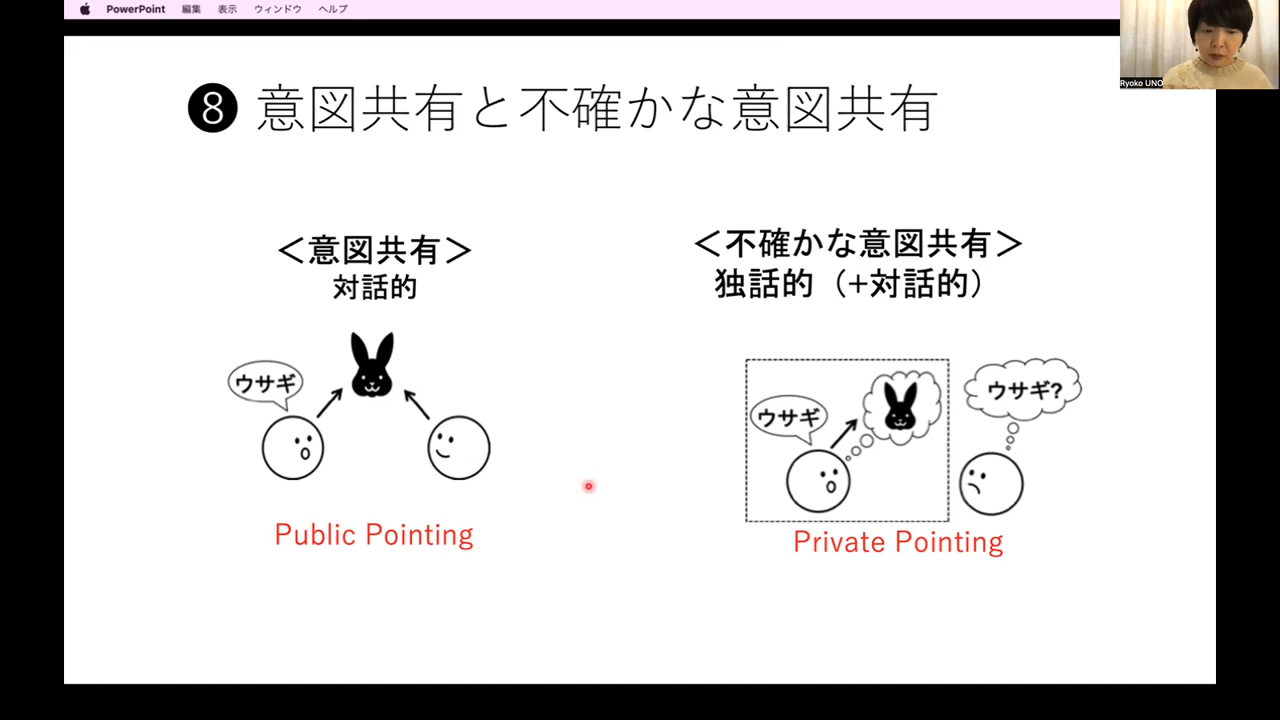 PowerPoint 編集 表示 ウィンドウ ヘルプ
Ryoko UNO
❽ 意図共有と不確かな意図共有
＜意図共有＞
対話的
ウサギ
Public Pointing
＜不確かな意図共有＞
独話的（+対話的）
ウサギ
ウサギ?
Private Pointing